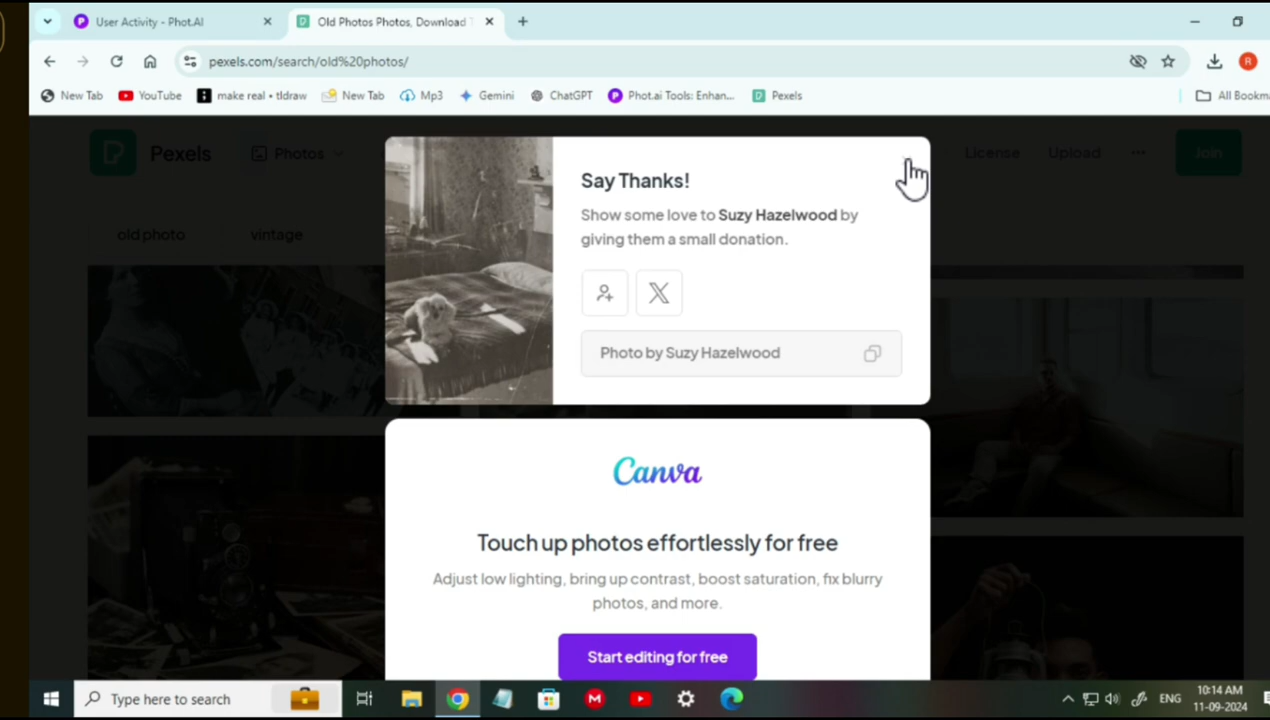 User Activity - Phot.AI
Old Photos Photos, Download
pexels.com/search/old%20photos/
R
New Tab
YouTube
make real • tldraw
New Tab
Mp3
Gemini
ChatGPT
Phot.ai Tools: Enhan...
Pexels
All Bookm
Pexels
Photos
License
Upload
Join
old photo
vintage
Say Thanks!
Show some love to Suzy Hazelwood by
giving them a small donation.
Photo by Suzy Hazelwood
Canva
Touch up photos effortlessly for free
Adjust low lighting, bring up contrast, boost saturation, fix blurry
photos, and more.
Start editing for free
Type here to search
ENG
10:14 AM
11-09-2024